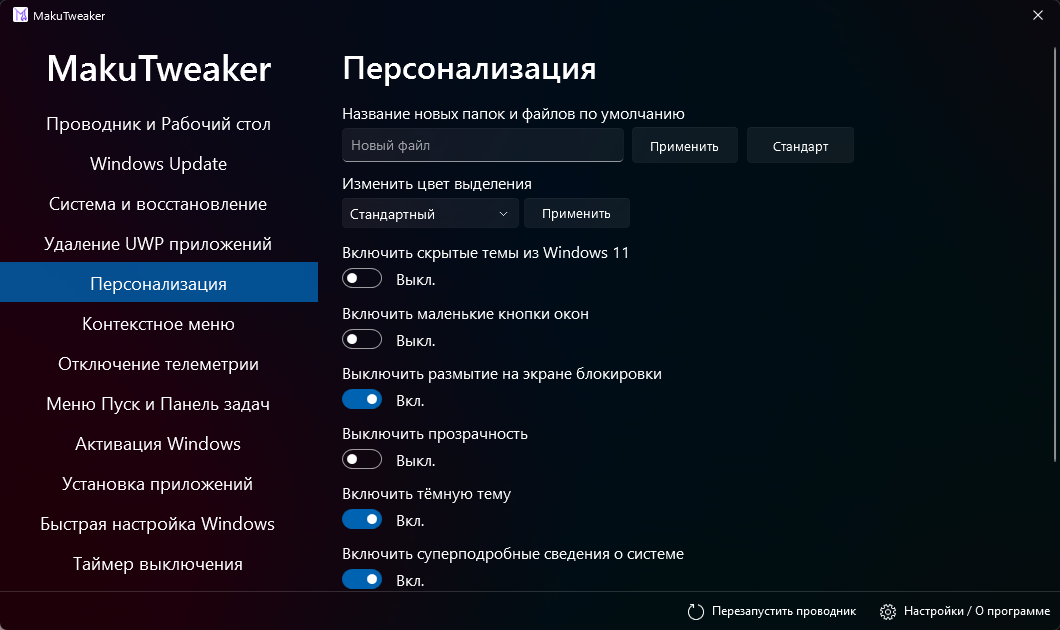 MakuTweaker
MakuTweaker
Проводник и Рабочий стол
Windows Update
Система и восстановление
Удаление UWP приложений
Персонализация
Контекстное меню
Отключение телеметрии
Меню Пуск и Панель задач
Активация Windows
Установка приложений
Быстрая настройка Windows
Таймер выключения
Персонализация
Название новых папок и файлов по умолчанию
Новый файл Применить Стандарт
Изменить цвет выделения
Стандартный Применить
Включить скрытые темы из Windows 11
Выкл.
Включить маленькие кнопки окон
Выкл.
Выключить размытие на экране блокировки
Вкл.
Выключить прозрачность
Выкл.
Включить тёмную тему
Вкл.
Включить суперподробные сведения о системе
Вкл.
Перезапустить проводник Настройки / О программе